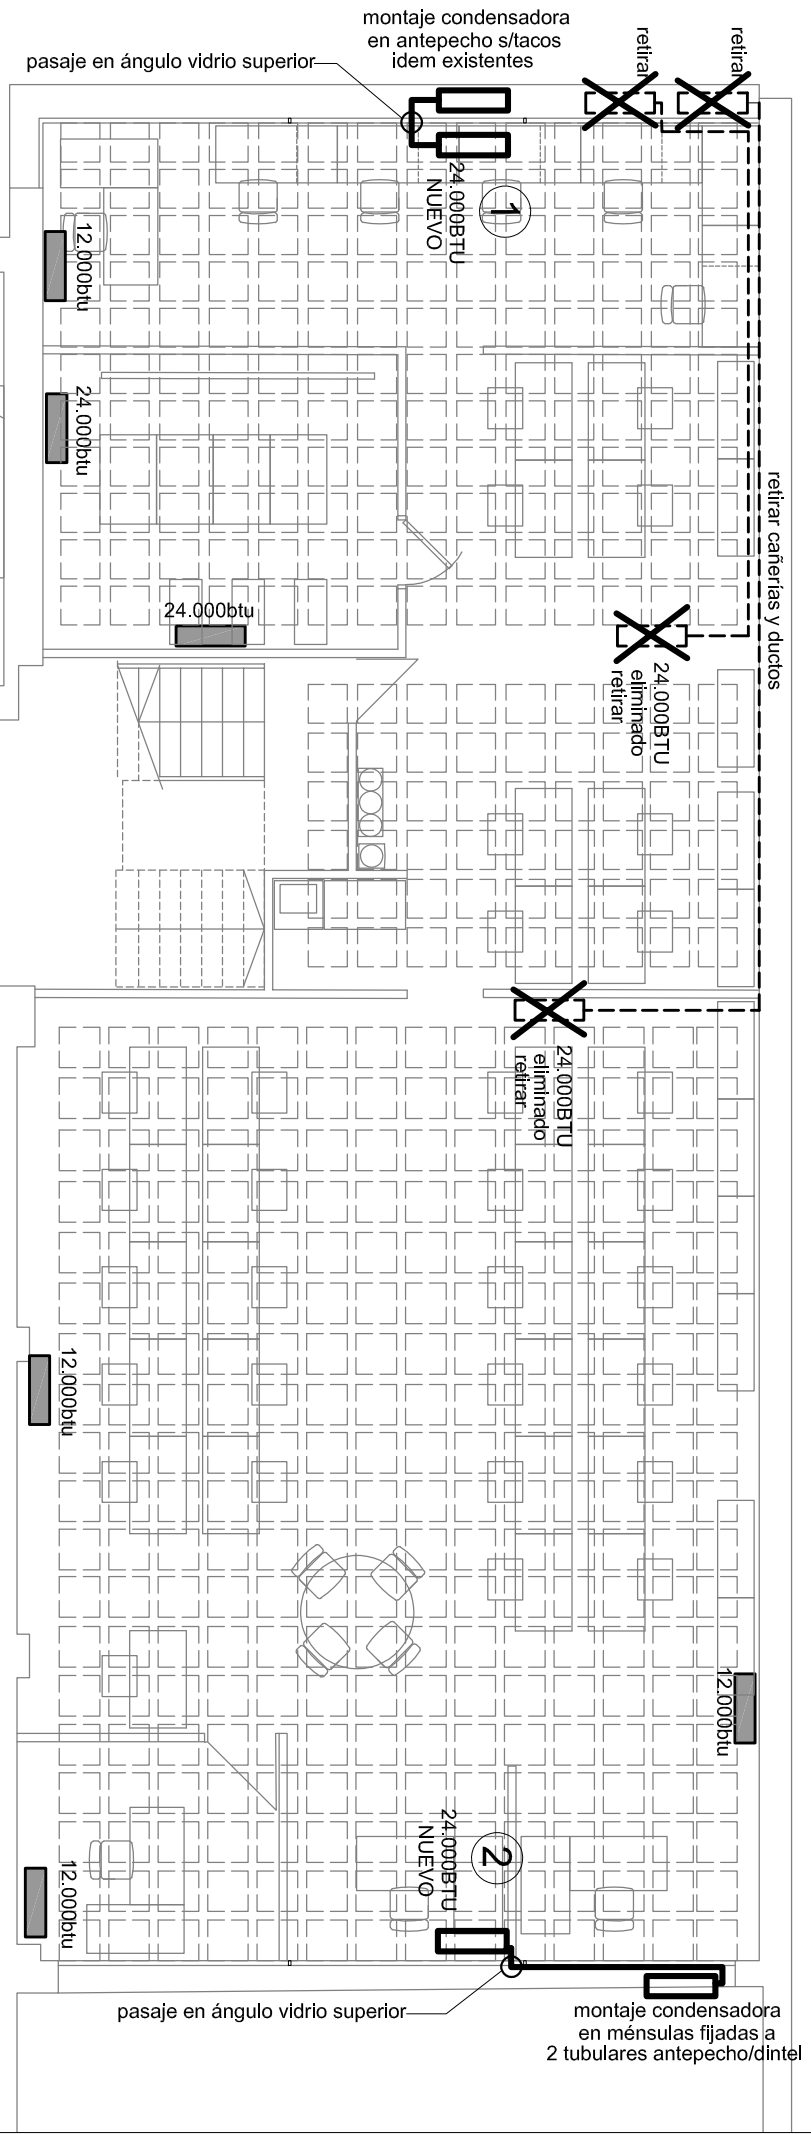 montaje condensadora
en antepecho s/tacos
idem existentes
pasaje en ángulo vidrio superior
retirar
retirar
24.000BTU
NUEVO
1
12.000btu
24.000btu
24.000btu
retirar cañerías y ductos
24.000BTU
eliminado
retirar
24.000BTU
eliminado
retirar
12.000btu
12.000btu
24.000BTU
NUEVO
2
12.000btu
pasaje en ángulo vidrio superior
montaje condensadora
en ménsulas fijadas a
2 tubulares antepecho/dintel